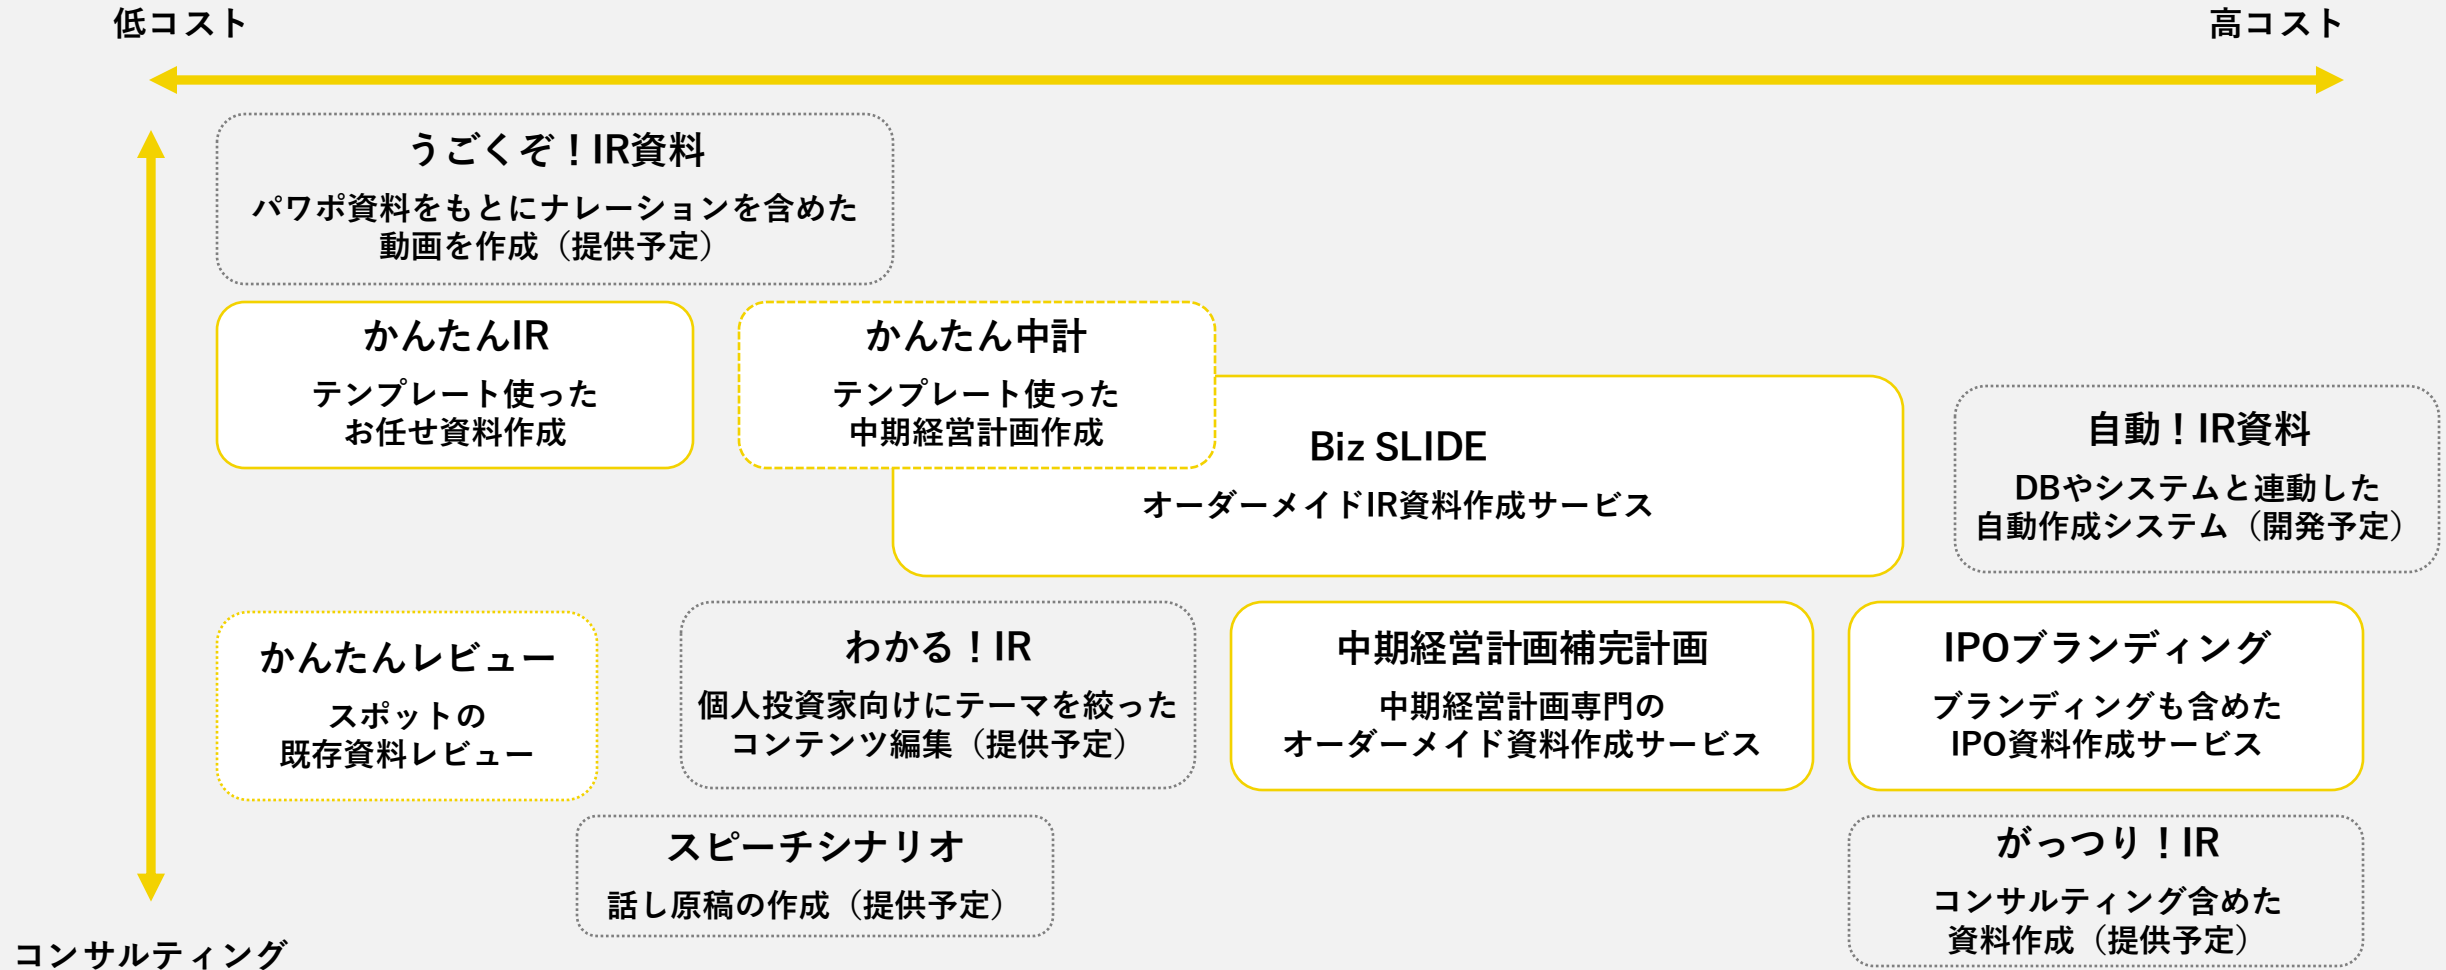 低コスト
高コスト
うごくぞ！IR資料
パワポ資料をもとにナレーションを含めた
動画を作成（提供予定）
かんたんIR
テンプレート使った
お任せ資料作成
かんたん中計
テンプレート使った
中期経営計画作成
Biz SLIDE
オーダーメイドIR資料作成サービス
自動！IR資料
DBやシステムと連動した
自動作成システム（開発予定）
かんたんレビュー
スポットの
既存資料レビュー
わかる！IR
個人投資家向けにテーマを絞った
コンテンツ編集（提供予定）
中期経営計画補完計画
中期経営計画専門の
オーダーメイド資料作成サービス
IPOブランディング
ブランディングも含めた
IPO資料作成サービス
スピーチシナリオ
話し原稿の作成（提供予定）
がっつり！IR
コンサルティング含めた
資料作成（提供予定）
コンサルティング